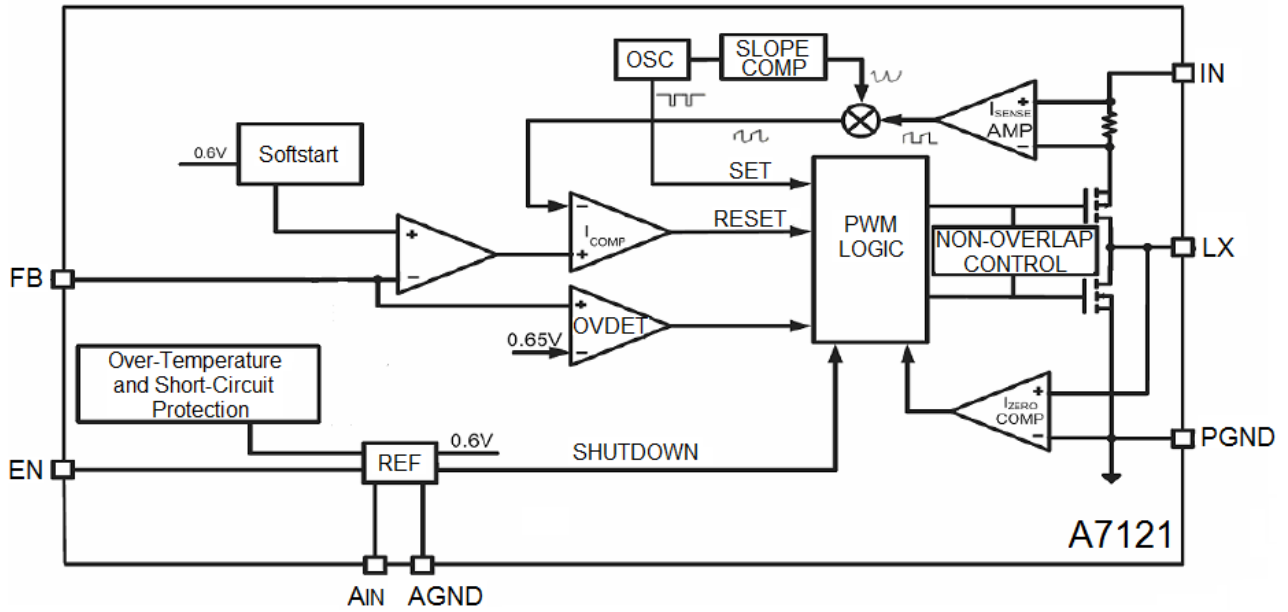 OSC
SLOPE
COMP
IN
ISENSE
AMP
0.6V
Softstart
SET
PWM
LOGIC
RESET
ICOMP
NON-OVERLAP
CONTROL
LX
FB
OVDET
0.65V
Over-Temperature
and Short-Circuit
Protection
IZERO
COMP
0.6V
REF
SHUTDOWN
PGND
EN
A7121
AIN
AGND